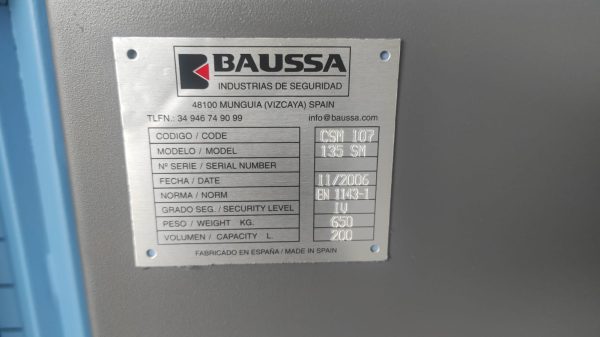 BAUSSA
INDUSTRIAS DE SEGURIDAD
48100 MUNGUIA (VIZCAYA) SPAIN
TLFN.: 34 946 74 90 99 info@baussa.com
CODIGO / CODE CSM 107
MODELO / MODEL 135 SM
Nº SERIE / SERIAL NUMBER
FECHA / DATE 11/2006
NORMA / NORM EN 1143-1
GRADO SEG. / SECURITY LEVEL IV
PESO / WEIGHT KG. 650
VOLUMEN / CAPACITY L. 200
FABRICADO EN ESPAÑA / MADE IN SPAIN